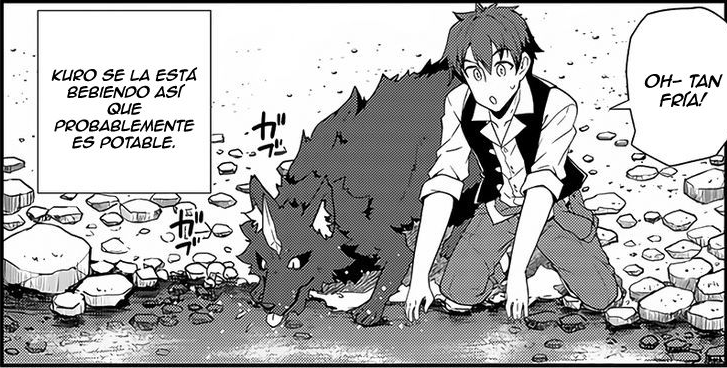 KURO SE LA ESTÁ
BEBIENDO ASÍ
QUE
PROBABLEMENTE
ES POTABLE.
OH- TAN
FRÍA!
ガブ
ガブ